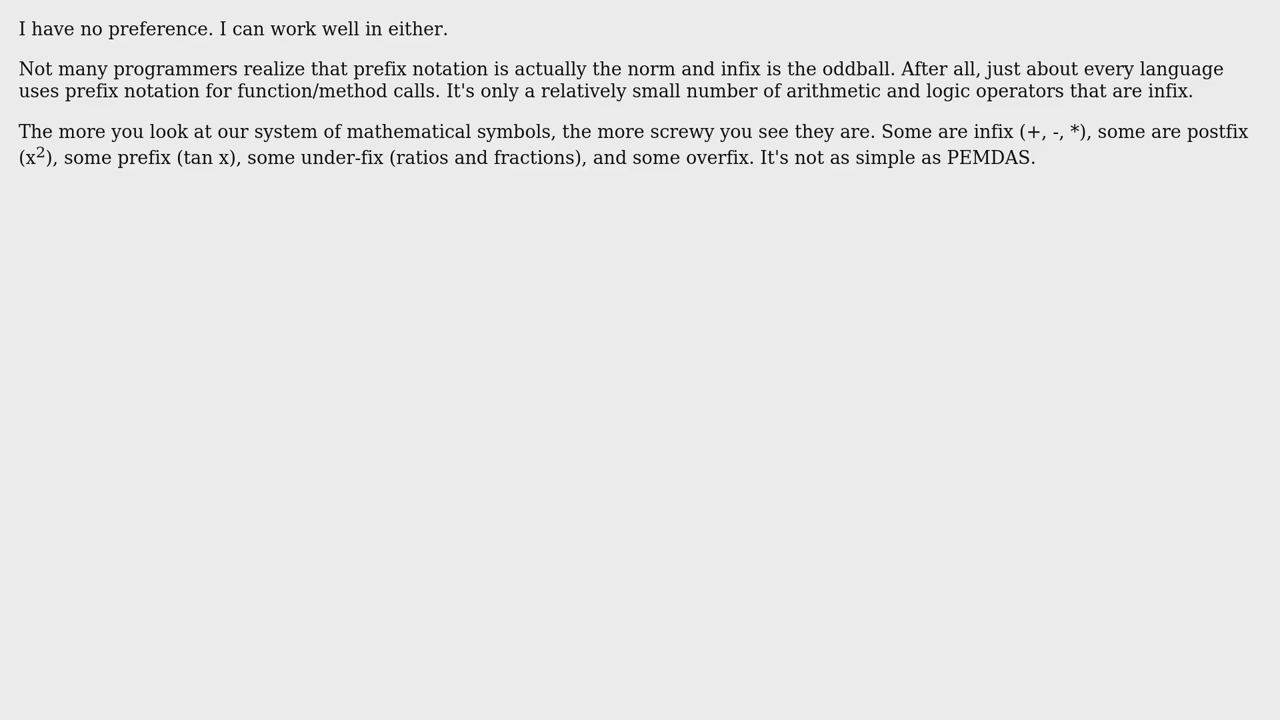 I have no preference. I can work well in either.
Not many programmers realize that prefix notation is actually the norm and infix is the oddball. After all, just about every language
uses prefix notation for function/method calls. It's only a relatively small number of arithmetic and logic operators that are infix.
The more you look at our system of mathematical symbols, the more screwy you see they are. Some are infix (+, -, *), some are postfix
(x²), some prefix (tan x), some under-fix (ratios and fractions), and some overfix. It's not as simple as PEMDAS.